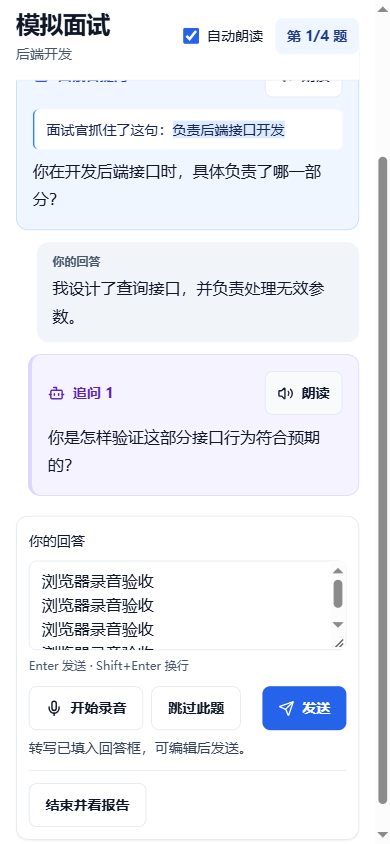 模拟面试
后端开发
自动朗读
第 1/4 题
面试官抓住了这句：负责后端接口开发
你在开发后端接口时，具体负责了哪一部
分？
你的回答
我设计了查询接口，并负责处理无效参
数。
追问 1
朗读
你是怎样验证这部分接口行为符合预期
的？
你的回答
浏览器录音验收
浏览器录音验收
浏览器录音验收
Enter 发送 · Shift+Enter 换行
开始录音
跳过此题
发送
转写已填入回答框，可编辑后发送。
结束并看报告